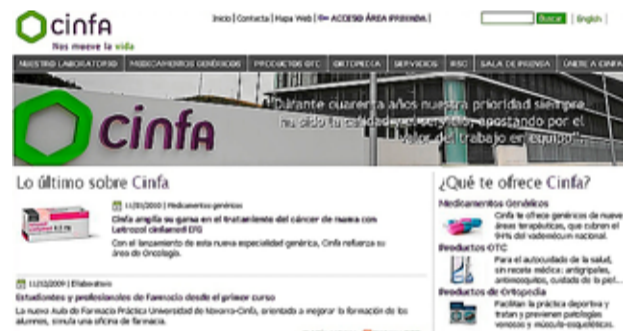 cinfa
Nos mueve la vida
Inicio | Contacta | Mapa Web | ACCESO ÁREA PRIVADA |
Buscar | English |
NUESTRO LABORATORIO MEDICAMENTOS GENÉRICOS PRODUCTOS OTC ORTOPEDIA SERVICIOS RSC SALA DE PRENSA ÚNETE A CINFA
cinfa
"Durante cuarenta años nuestra prioridad siempre
ha sido la calidad y el servicio, apostando por el
valor del trabajo en equipo".
Lo último sobre Cinfa
11/03/2010 | Medicamentos genéricos
Cinfa amplía su gama en el tratamiento del cáncer de mama con
Letrozol cinfamed EFG
Con el lanzamiento de esta nueva especialidad genérica, Cinfa refuerza su
área de Oncología.
Estudiantes y profesionales de Farmacia desde el primer curso
La nueva Aula de Farmacia Práctica Universidad de Navarra-Cinfa, orientada a mejorar la formación de los
alumnos, simula una oficina de farmacia.
¿Qué te ofrece Cinfa?
Medicamentos Genéricos
Cinfa te ofrece genéricos de nueve
áreas terapéuticas, que cubren el
94% del vademécum nacional.
Productos OTC
Para el autocuidado de la salud,
sin receta médica: antigripales,
antimosquitos, cuidado de la piel...
Productos de Ortopedia
Facilitan la práctica deportiva y
tratan y previenen patologías
venosas y músculo-esqueléticas.